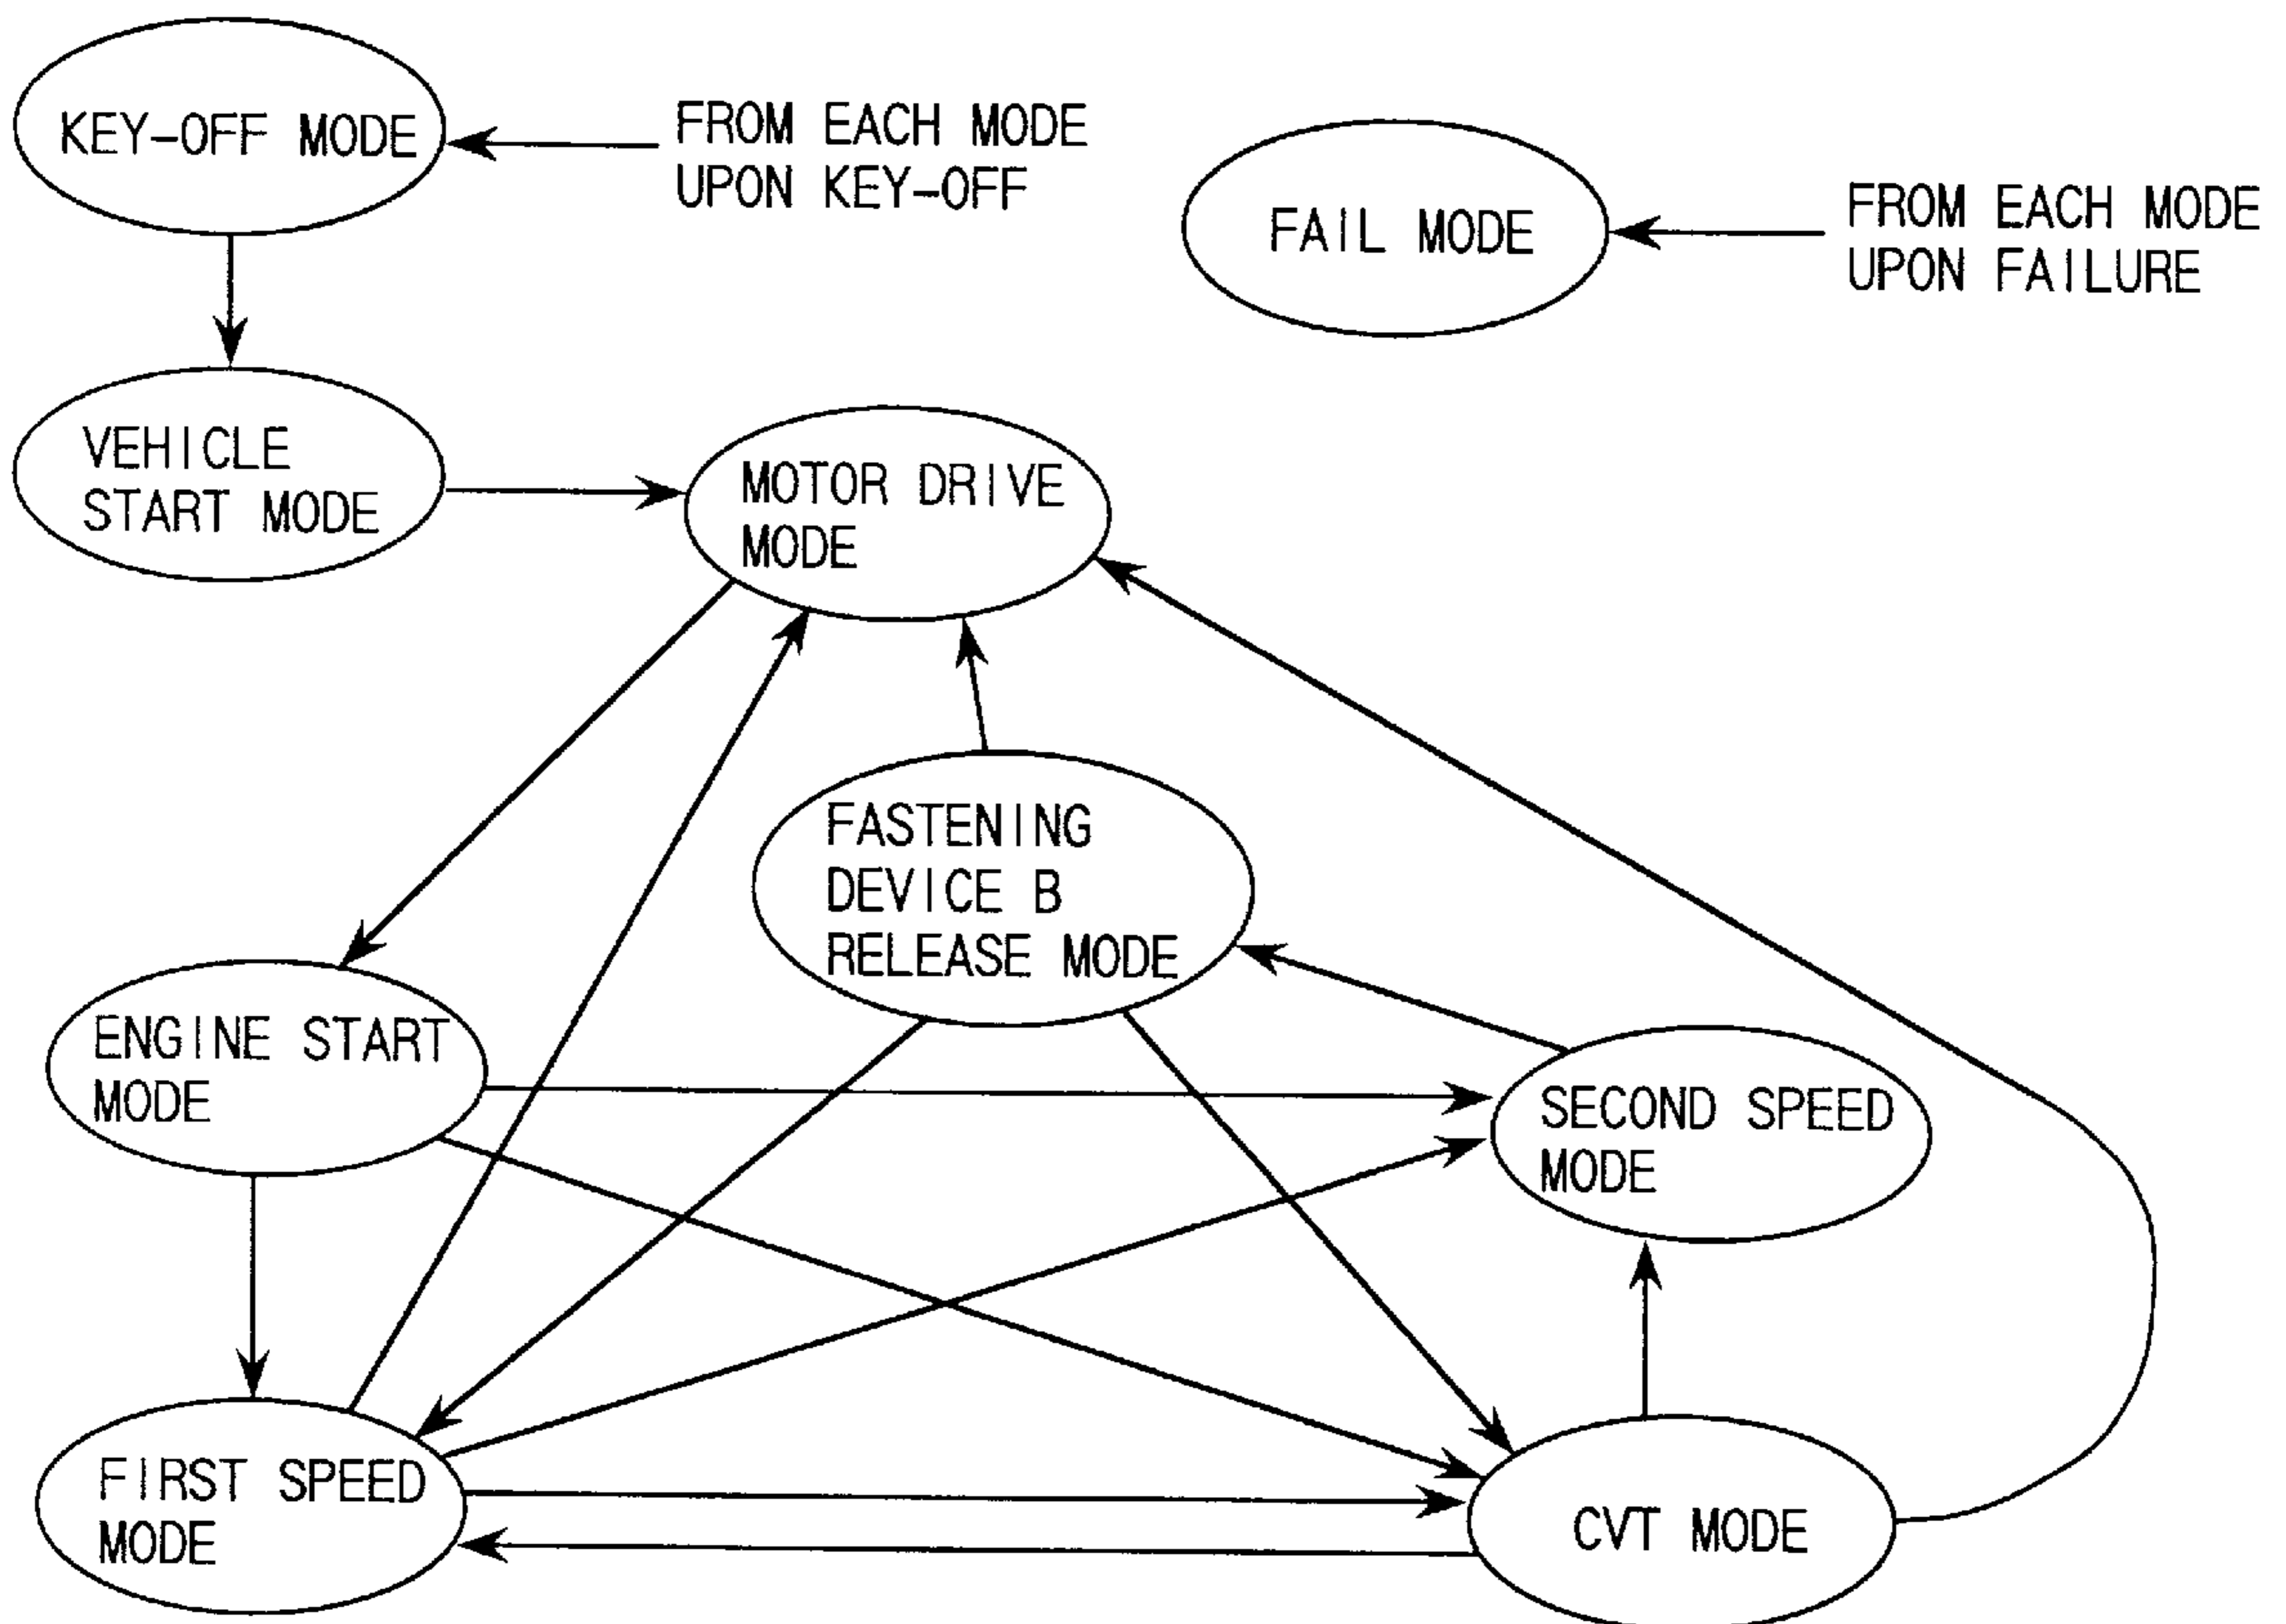 KEY-OFF MODE
FROM EACH MODE
UPON KEY-OFF
FAIL MODE
FROM EACH MODE
UPON FAILURE
VEHICLE
START MODE
MOTOR DRIVE
MODE
FASTENING
DEVICE B
RELEASE MODE
ENGINE START
MODE
SECOND SPEED
MODE
FIRST SPEED
MODE
CVT MODE